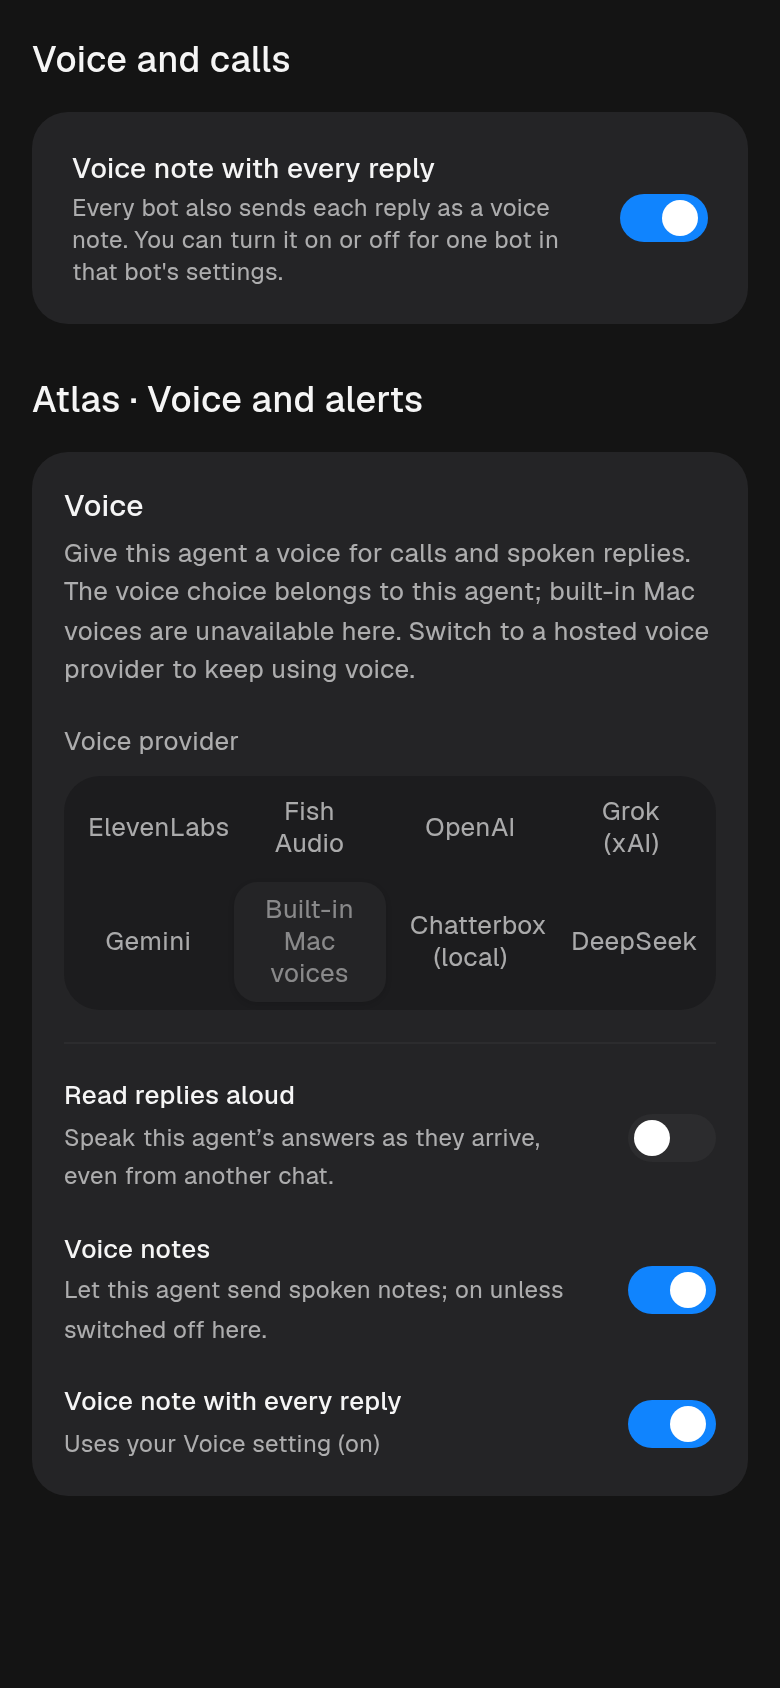 Voice and calls
Voice note with every reply
Every bot also sends each reply as a voice
note. You can turn it on or off for one bot in
that bot's settings.
Atlas · Voice and alerts
Voice
Give this agent a voice for calls and spoken replies.
The voice choice belongs to this agent; built-in Mac
voices are unavailable here. Switch to a hosted voice
provider to keep using voice.
Voice provider
ElevenLabs
Fish
Audio
OpenAI
Grok
(xAI)
Gemini
Built-in
Mac
voices
Chatterbox
(local)
DeepSeek
Read replies aloud
Speak this agent’s answers as they arrive,
even from another chat.
Voice notes
Let this agent send spoken notes; on unless
switched off here.
Voice note with every reply
Uses your Voice setting (on)